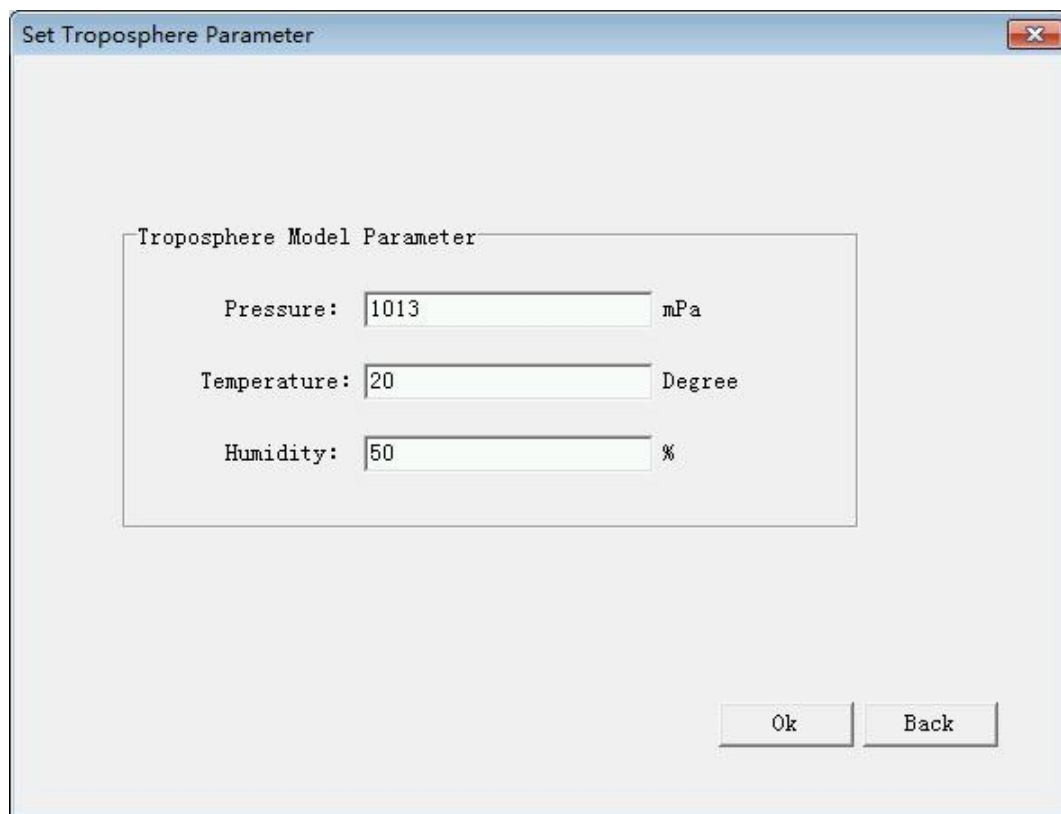 Set Troposphere Parameter
Troposphere Model Parameter
Pressure: 1013 mPa
Temperature: 20 Degree
Humidity: 50 %
Ok Back